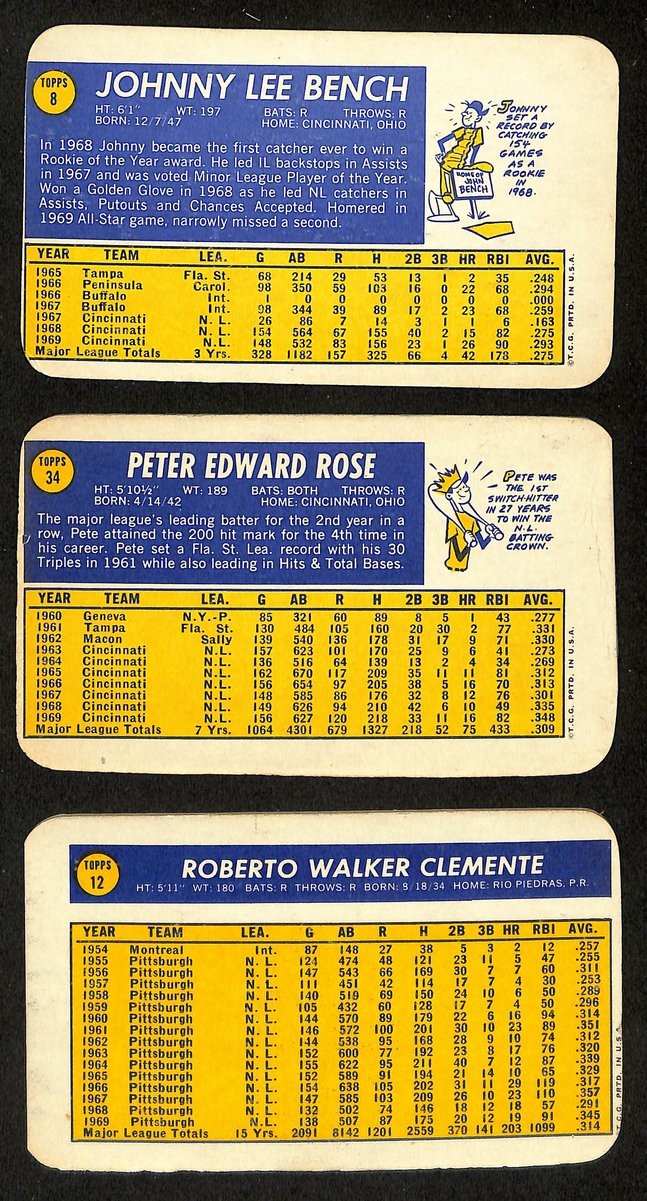 TOPPS
8
JOHNNY LEE BENCH
HT: 6'1" WT: 197 BATS: R THROWS: R
BORN: 12/7/47 HOME: CINCINNATI, OHIO
In 1968 Johnny became the first catcher ever to win a
Rookie of the Year award. He led IL backstops in Assists
in 1967 and was voted Minor League Player of the Year.
Won a Golden Glove in 1968 as he led NL catchers in
Assists, Putouts and Chances Accepted. Homered in
1969 All-Star game, narrowly missed a second.
JOHNNY
SET A
RECORD BY
CATCHING
154
GAMES
AS A
ROOKIE
IN
1968.
HOME OF
JOHN
BENCH
YEAR TEAM LEA. G AB R H 2B 3B HR RBI AVG.
1965 Tampa Fla. St. 68 214 29 53 13 1 2 35 .248
1966 Peninsula Carol. 98 350 59 103 16 0 22 68 .294
1966 Buffalo Int. 1 0 0 0 0 0 0 0 .000
1967 Buffalo Int. 98 344 39 89 17 2 23 68 .259
1967 Cincinnati N. L. 26 86 7 14 3 1 1 6 .163
1968 Cincinnati N. L. 154 564 67 155 40 2 15 82 .275
1969 Cincinnati N. L. 148 532 83 156 23 1 26 90 .293
Major League Totals 3 Yrs. 328 1182 157 325 66 4 42 178 .275
©T.C.G. PRTD. IN U.S.A.
TOPPS
34
PETER EDWARD ROSE
HT: 5'10½" WT: 189 BATS: BOTH THROWS: R
BORN: 4/14/42 HOME: CINCINNATI, OHIO
The major league's leading batter for the 2nd year in a
row, Pete attained the 200 hit mark for the 4th time in
his career. Pete set a Fla. St. Lea. record with his 30
Triples in 1961 while also leading in Hits & Total Bases.
PETE WAS
THE 1ST
SWITCH-HITTER
IN 27 YEARS
TO WIN THE
N.L.
BATTING
CROWN.
YEAR TEAM LEA. G AB R H 2B 3B HR RBI AVG.
1960 Geneva N.Y.-P. 85 321 60 89 8 5 1 43 .277
1961 Tampa Fla. St. 130 484 105 160 20 30 2 77 .331
1962 Macon Sally 139 540 136 178 31 17 9 71 .330
1963 Cincinnati N.L. 157 623 101 170 25 9 6 41 .273
1964 Cincinnati N.L. 136 516 64 139 13 2 4 34 .269
1965 Cincinnati N.L. 162 670 117 209 35 11 11 81 .312
1966 Cincinnati N.L. 156 654 97 205 38 5 16 70 .313
1967 Cincinnati N.L. 148 585 86 176 32 8 12 76 .301
1968 Cincinnati N.L. 149 626 94 210 42 6 10 49 .335
1969 Cincinnati N.L. 156 627 120 218 33 11 16 82 .348
Major League Totals 7 Yrs. 1064 4301 679 1327 218 52 75 433 .309
©T.C.G. PRTD. IN U.S.A.
TOPPS
12
ROBERTO WALKER CLEMENTE
HT: 5'11" WT: 180 BATS: R THROWS: R BORN: 8/18/34 HOME: RIO PIEDRAS, P.R.
YEAR TEAM LEA. G AB R H 2B 3B HR RBI AVG.
1954 Montreal Int. 87 148 27 38 5 3 2 12 .257
1955 Pittsburgh N. L. 124 474 48 121 23 11 5 47 .255
1956 Pittsburgh N. L. 147 543 66 169 30 7 7 60 .311
1957 Pittsburgh N. L. 111 451 42 114 17 7 4 30 .253
1958 Pittsburgh N. L. 140 519 69 150 24 10 6 50 .289
1959 Pittsburgh N. L. 105 432 60 128 17 7 4 50 .296
1960 Pittsburgh N. L. 144 570 89 179 22 6 16 94 .314
1961 Pittsburgh N. L. 146 572 100 201 30 10 23 89 .351
1962 Pittsburgh N. L. 144 538 95 168 28 9 10 74 .312
1963 Pittsburgh N. L. 152 600 77 192 23 8 17 76 .320
1964 Pittsburgh N. L. 155 622 95 211 40 7 12 87 .339
1965 Pittsburgh N. L. 152 589 91 194 21 14 10 65 .329
1966 Pittsburgh N. L. 154 638 105 202 31 11 29 119 .317
1967 Pittsburgh N. L. 147 585 103 209 26 10 23 110 .357
1968 Pittsburgh N. L. 132 502 74 146 18 12 18 57 .291
1969 Pittsburgh N. L. 138 507 87 175 20 12 19 91 .345
Major League Totals 15 Yrs. 2091 8142 1201 2559 370 141 203 1099 .314
T.C.G. PRTD. IN U.S.A.